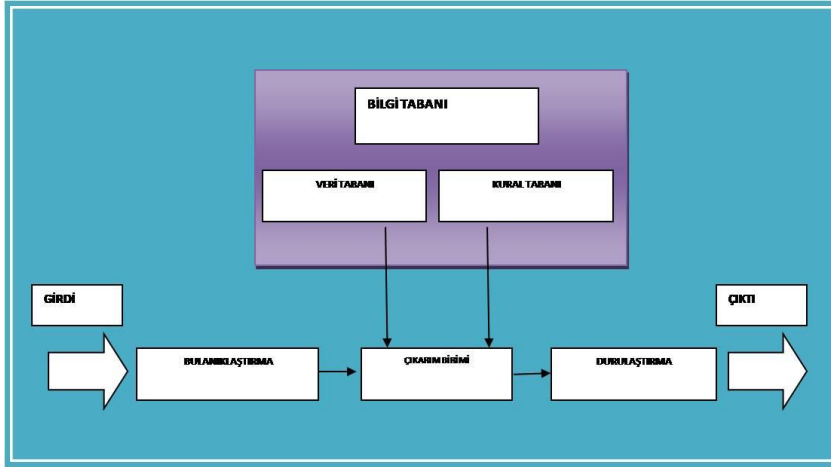 BİLGİ TABANI
VERİ TABANI
KURAL TABANI
GİRDİ
ÇIKTI
BULANIKLAŞTIRMA
ÇIKARIM BİRİMİ
DURULAŞTIRMA